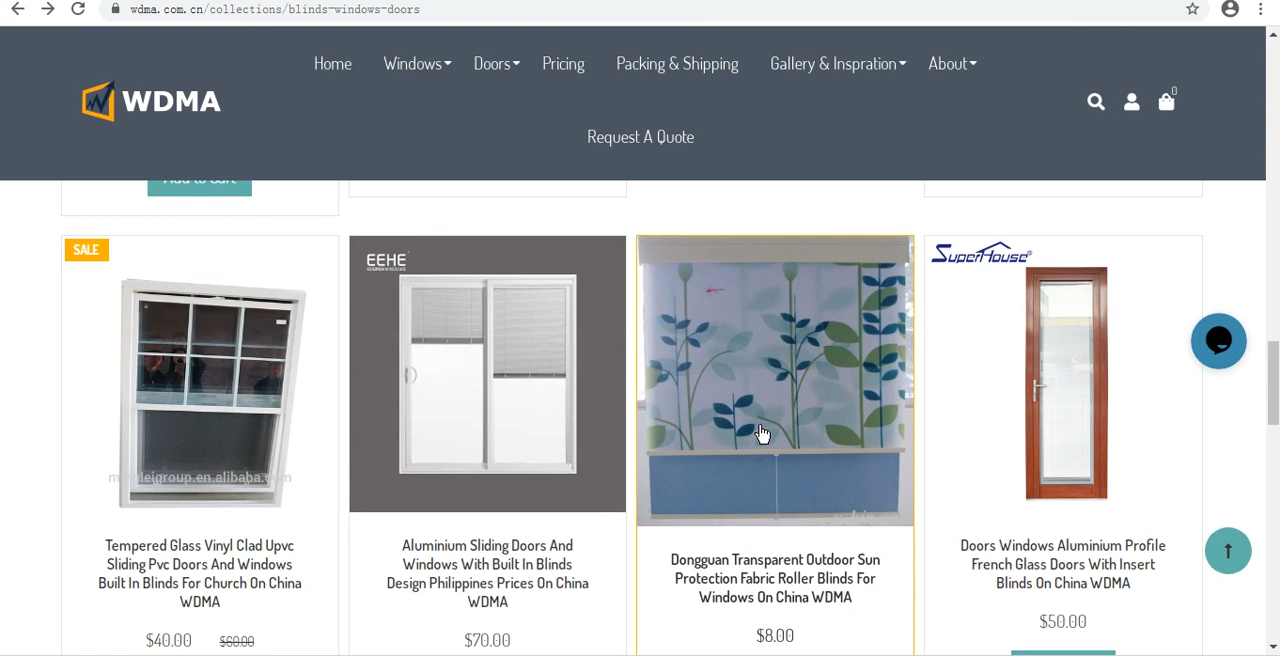 wdma.com.cn/collections/blinds-windows-doors
Home Windows Doors Pricing Packing & Shipping Gallery & Inspration About
WDMA
0
Request A Quote
Add to Cart
SALE
EEHE
SUPERHOUSE
Tempered Glass Vinyl Clad Upvc
Sliding Pvc Doors And Windows
Built In Blinds For Church On China
WDMA
$40.00 $60.00
Aluminium Sliding Doors And
Windows With Built In Blinds
Design Philippines Prices On China
WDMA
$70.00
Dongguan Transparent Outdoor Sun
Protection Fabric Roller Blinds For
Windows On China WDMA
$8.00
Doors Windows Aluminium Profile
French Glass Doors With Insert
Blinds On China WDMA
$50.00